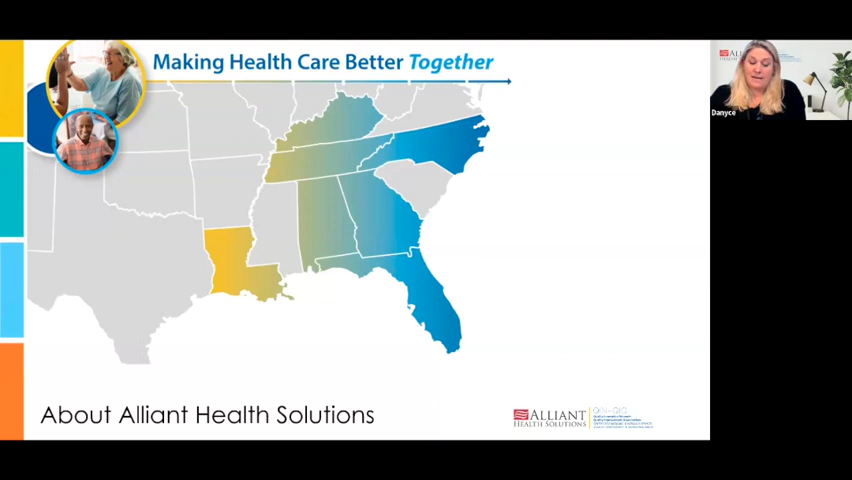 Making Health Care Better Together
Danyce
About Alliant Health Solutions
ALLIANT
HEALTH SOLUTIONS
QIN-QIO